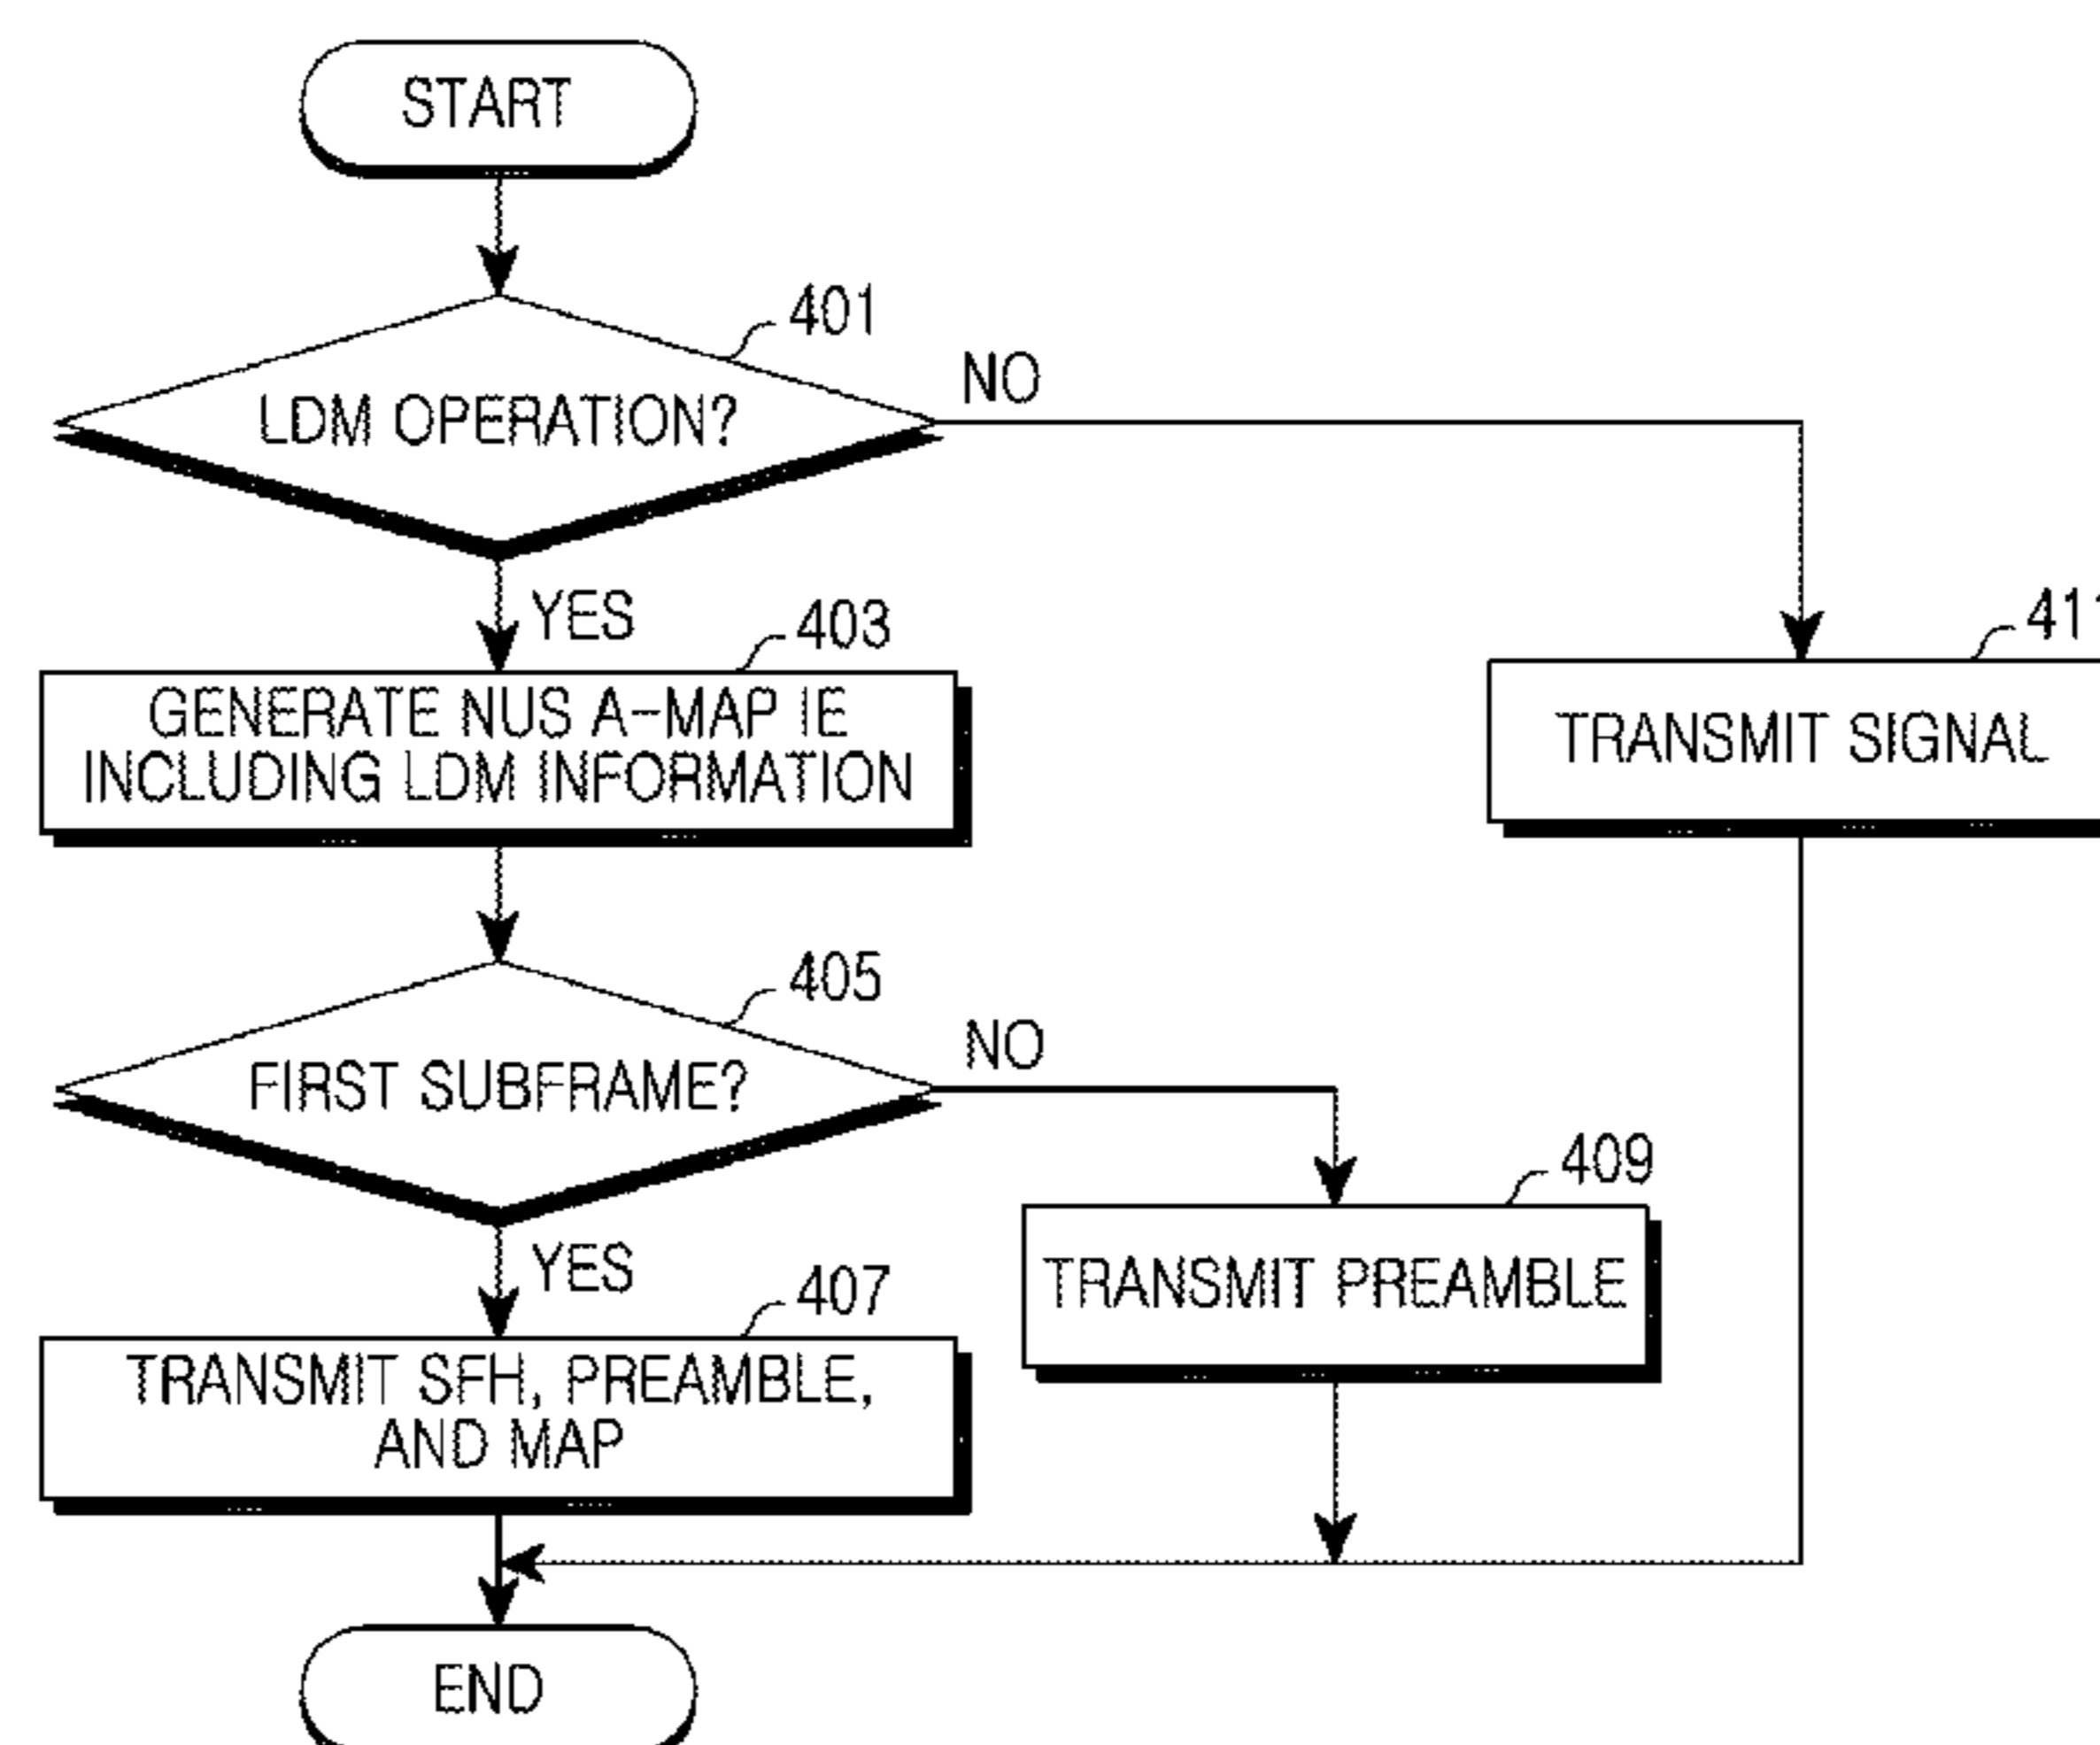 START
401
LDM OPERATION?
NO
YES
403
GENERATE NUS A-MAP IE
INCLUDING LDM INFORMATION
411
TRANSMIT SIGNAL
405
FIRST SUBFRAME?
NO
YES
409
TRANSMIT PREAMBLE
407
TRANSMIT SFH, PREAMBLE,
AND MAP
END